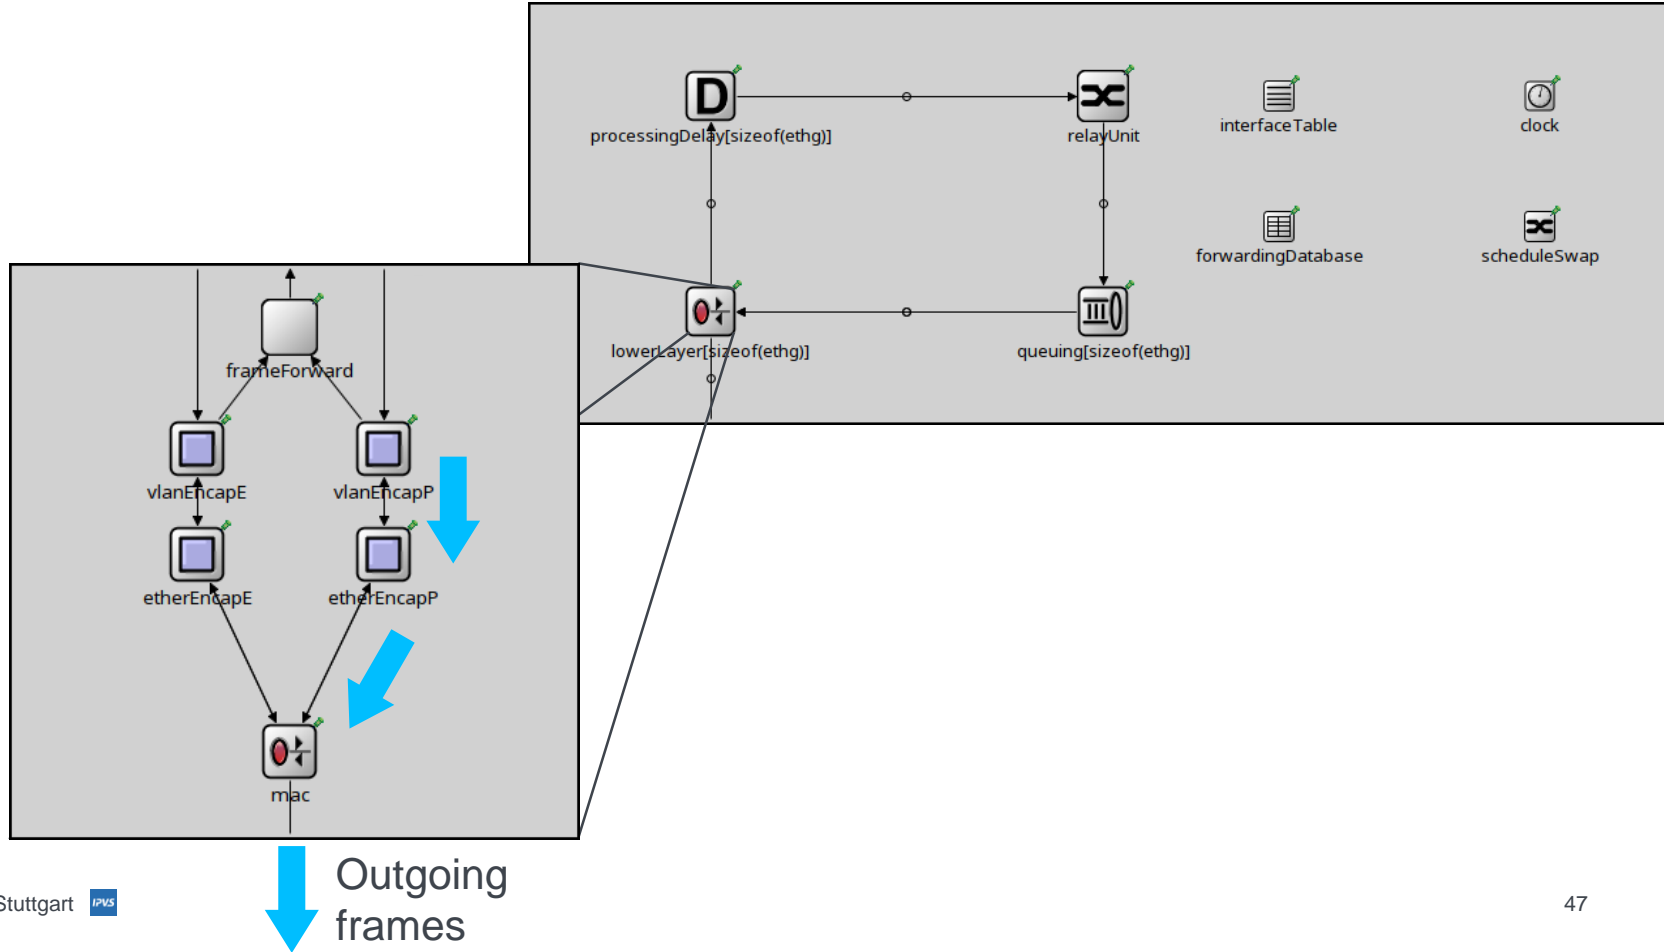 processingDelay[sizeof(ethg)]
relayUnit
interfaceTable
clock
forwardingDatabase
scheduleSwap
lowerLayer[sizeof(ethg)]
queuing[sizeof(ethg)]
frameForward
vlanEncapE
vlanEncapP
etherEncapE
etherEncapP
mac
Outgoing
frames
Stuttgart
IPVS
47